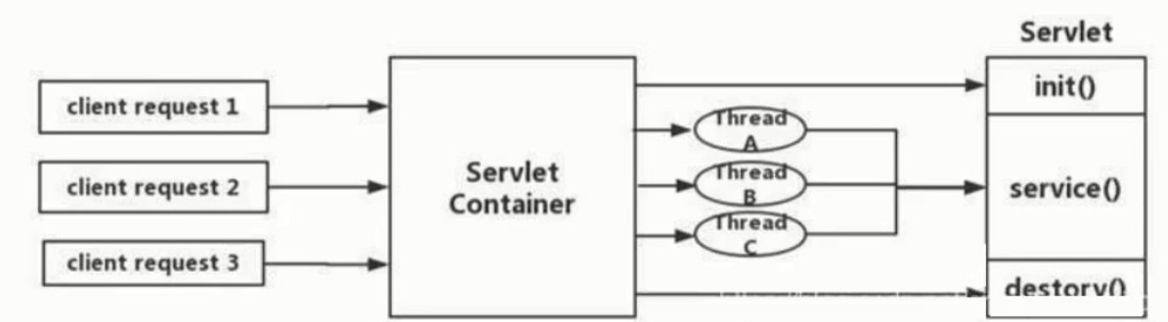 Servlet
client request 1
client request 2
client request 3
Servlet
Container
Thread
A
Thread
B
Thread
C
init()
service()
destory()